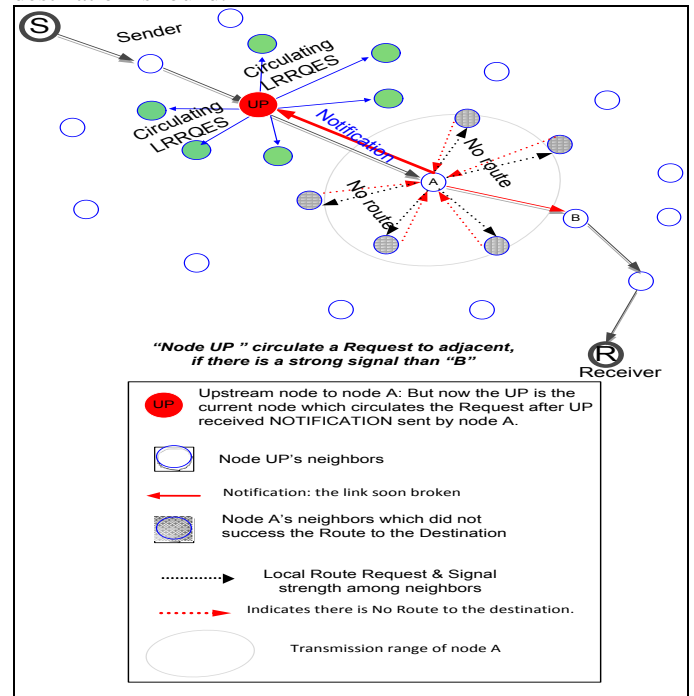 S
Sender
Circulating
LRRQES
UP
Circulating
LRRQES
Notification
No route
A
No route
B
"Node UP " circulate a Request to adjacent,
if there is a strong signal than "B"
R
Receiver
UP
Upstream node to node A: But now the UP is the
current node which circulates the Request after UP
received NOTIFICATION sent by node A.
Node UP's neighbors
Notification: the link soon broken
Node A's neighbors which did not
success the Route to the Destination
Local Route Request & Signal
strength among neighbors
Indicates there is No Route to the destination.
Transmission range of node A